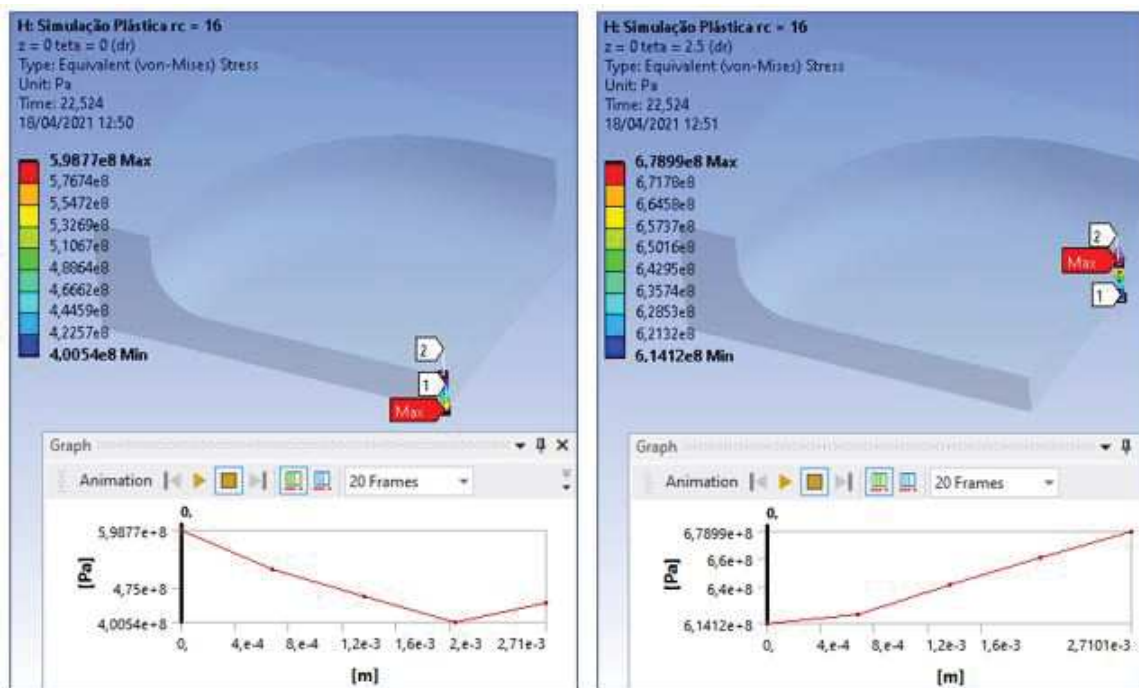 H: Simulação Plástica rc = 16
z = 0 teta = 0 (dr)
Type: Equivalent (von-Mises) Stress
Unit: Pa
Time: 22,524
18/04/2021 12:50
5,9877e8 Max
5,7674e8
5,5472e8
5,3269e8
5,1067e8
4,8864e8
4,6662e8
4,4459e8
4,2257e8
4,0054e8 Min
2
1
Max
Graph
Animation
20 Frames
0,
5,9877e+8
4,75e+8
4,0054e+8
[Pa]
0,
4,e-4
8,e-4
1,2e-3
1,6e-3
2,e-3
2,71e-3
[m]
H: Simulação Plástica rc = 16
z = 0 teta = 2.5 (dr)
Type: Equivalent (von-Mises) Stress
Unit: Pa
Time: 22,524
18/04/2021 12:51
6,7899e8 Max
6,7178e8
6,6458e8
6,5737e8
6,5016e8
6,4295e8
6,3574e8
6,2853e8
6,2132e8
6,1412e8 Min
2
Max
1
Graph
Animation
20 Frames
0,
6,7899e+8
6,6e+8
6,4e+8
6,1412e+8
[Pa]
0,
4,e-4
8,e-4
1,2e-3
1,6e-3
2,7101e-3
[m]